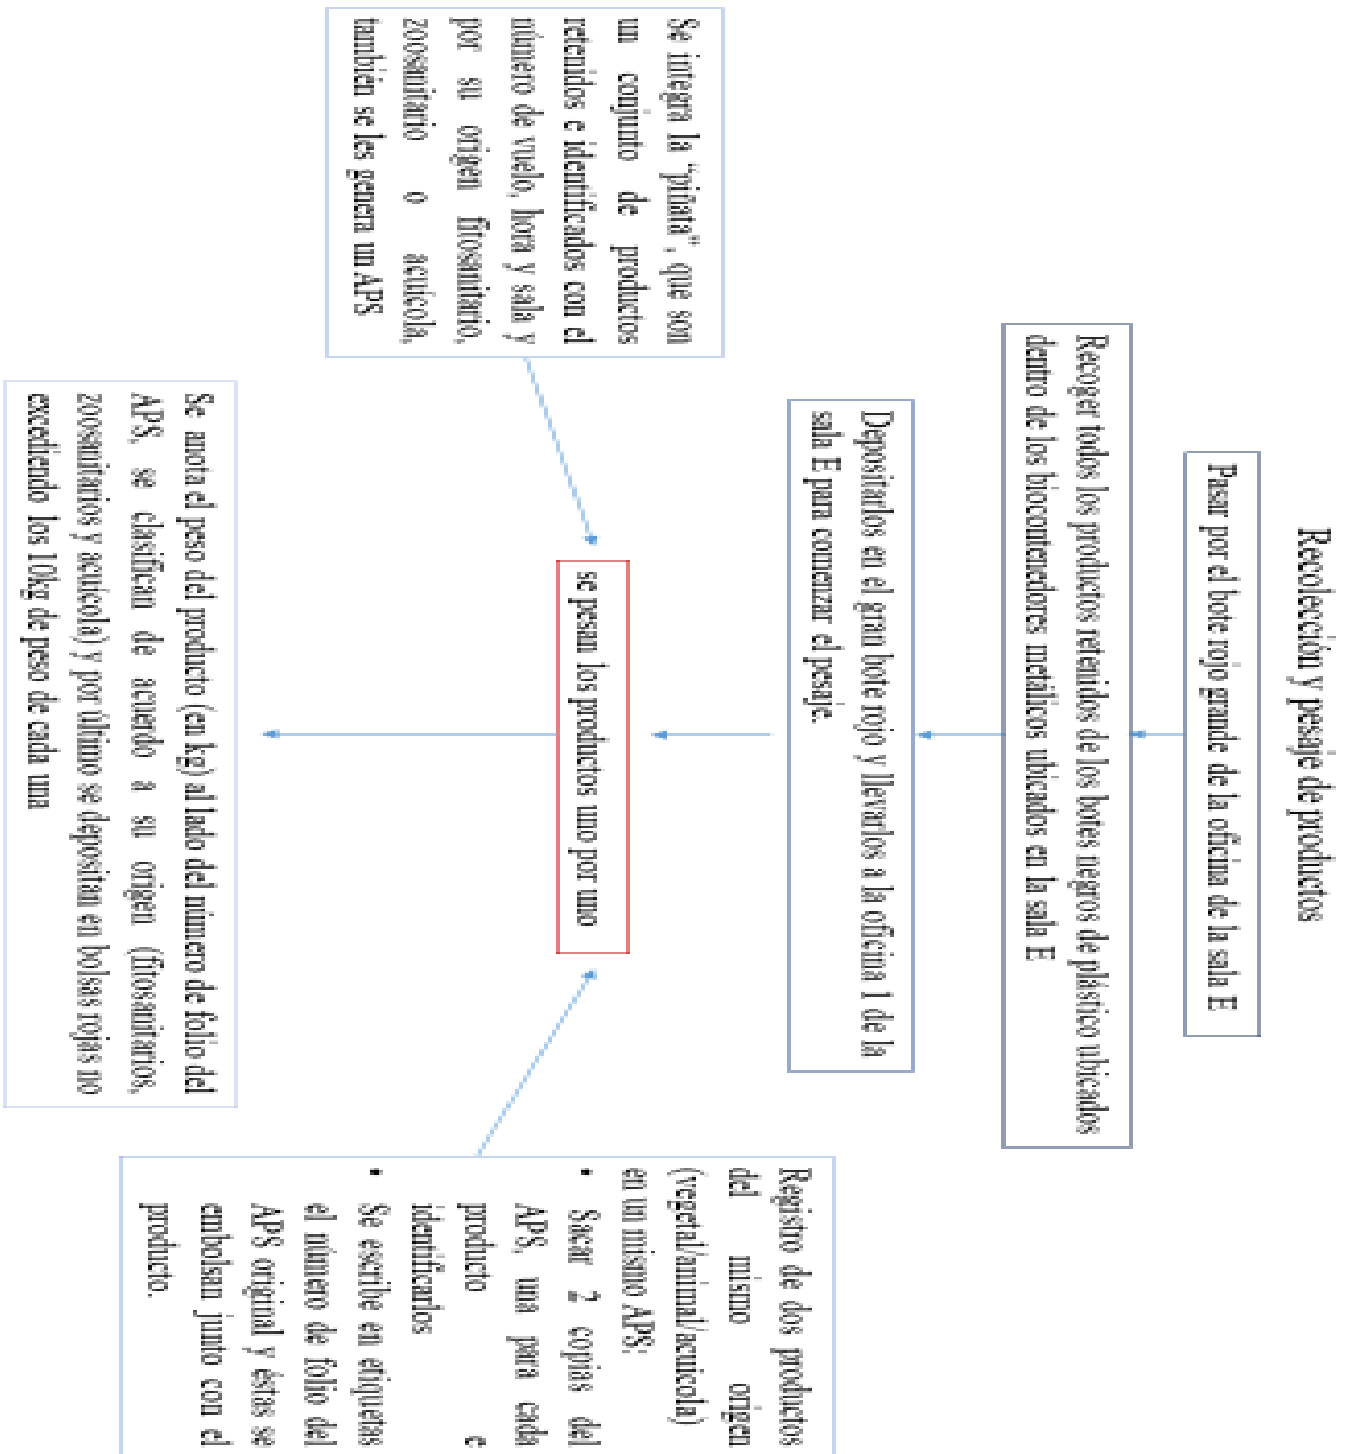 Recolección y pesaje de productos
Pasar por el bote rojo grande de la oficina de la sala E
Recoger todos los productos retenidos de los botes negros de plástico ubicados
dentro de los biocontenedores metálicos ubicados en la sala E
Depositarlos en el gran bote rojo y llevarlos a la oficina 1 de la
sala E para comenzar el pesaje.
Se integra la "piñata", que son
un conjunto de productos
retenidos e identificados con el
número de vuelo, hora y sala y
por su origen fitosanitario,
zoosanitario o acuícola,
también se les genera un APS
se pesan los productos uno por uno
Registro de dos productos
del mismo origen
(vegetal/animal/acuícola)
en un mismo APS:
• Sacar 2 copias del
APS, una para cada
producto e
identificarlos
• Se escribe en etiquetas
el número de folio del
APS original y éstas se
embolsan junto con el
producto.
Se anota el peso del producto (en kg) al lado del número de folio del
APS, se clasifican de acuerdo a su origen (fitosanitarios,
zoosanitarios y acuícola) y por último se depositan en bolsas rojas no
excediendo los 10kg de peso de cada una